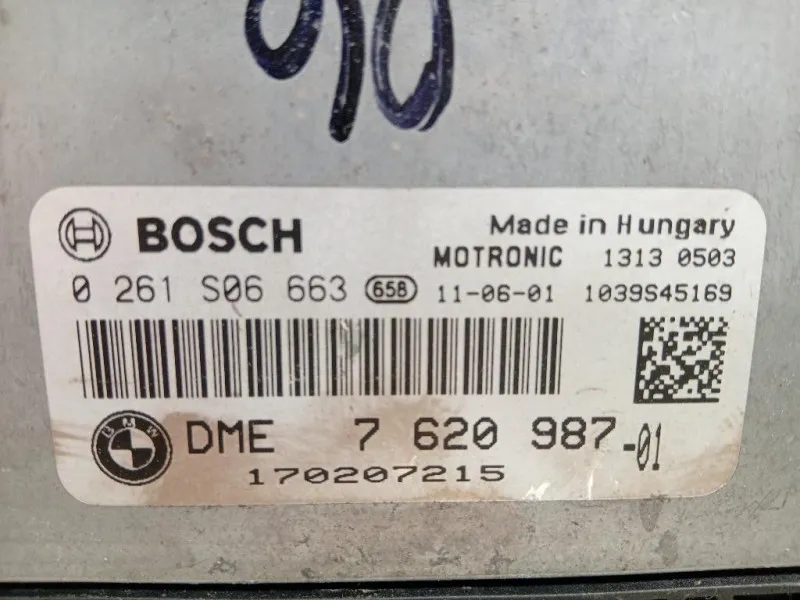 BOSCH
Made in Hungary
MOTRONIC 1313 0503
0 261 S06 663 658 11-06-01 1039S45169
BMW
DME 7 620 987-01
170207215